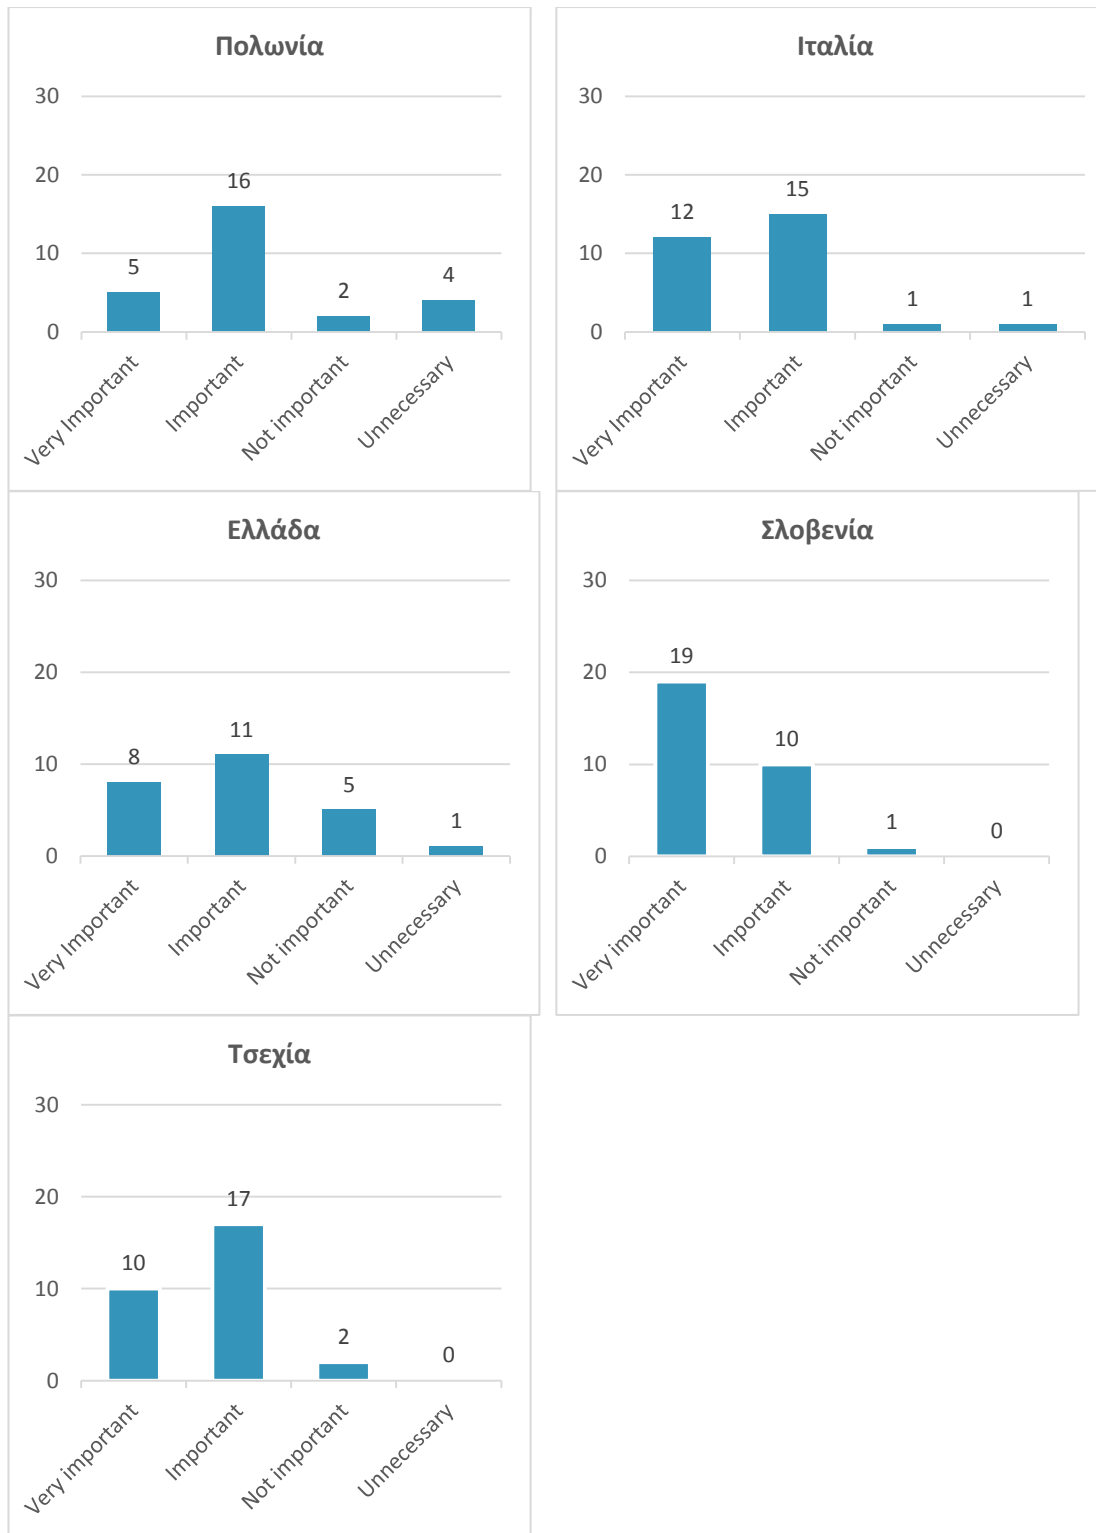 Πολωνία
30
20
10
0
5
16
2
4
Very Important
Important
Not important
Unnecessary
Ιταλία
30
20
10
0
12
15
1
1
Very Important
Important
Not important
Unnecessary
Ελλάδα
30
20
10
0
8
11
5
1
Very Important
Important
Not important
Unnecessary
Σλοβενία
30
20
10
0
19
10
1
0
Very important
Important
Not important
Unnecessary
Τσεχία
30
20
10
0
10
17
2
0
Very important
Important
Not important
Unnecessary